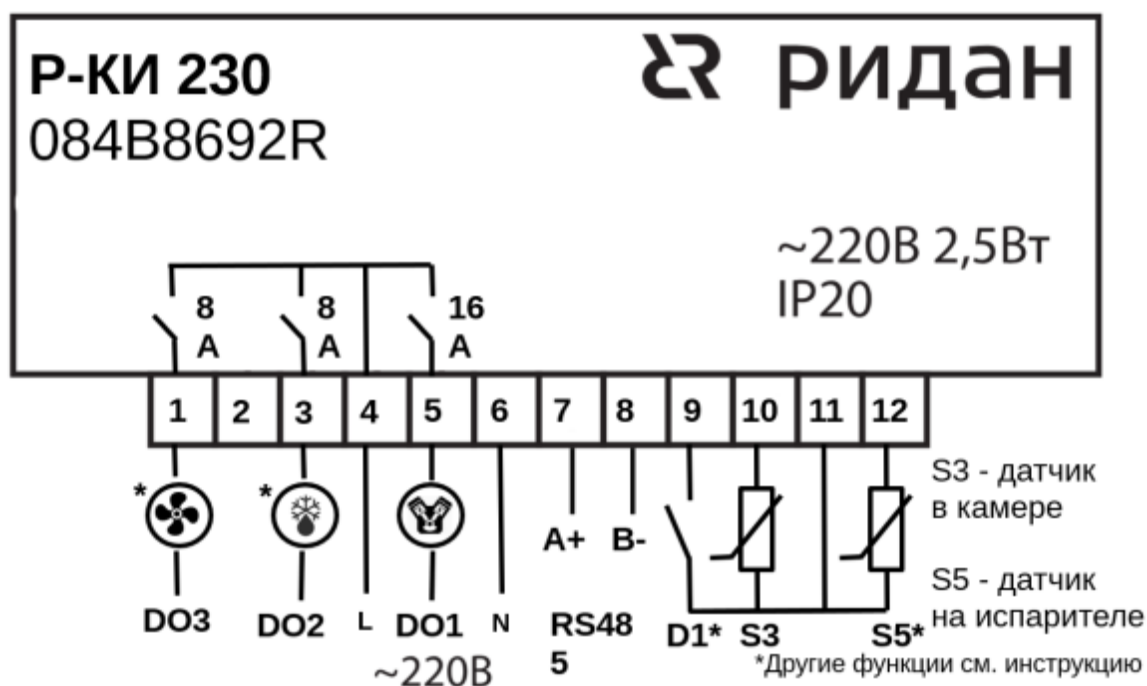 Р-КИ 230
ридан
084B8692R
~220В 2,5Вт
IP20
8 А
8 А
16 А
1 2 3 4 5 6 7 8 9 10 11 12
* *
A+ B-
S3 - датчик
в камере
S5 - датчик
на испарителе
DO3 DO2 L DO1 N RS48
5
D1* S3 S5*
~220В
*Другие функции см. инструкцию